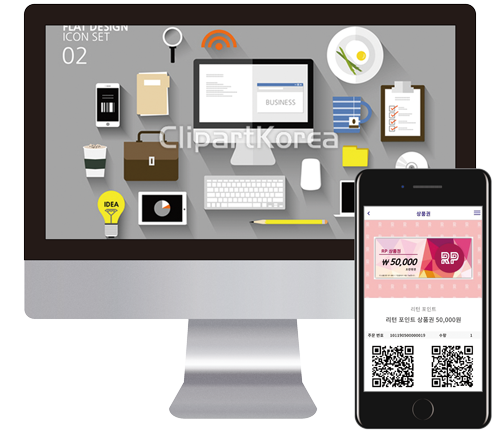 FLAT DESIGN
ICON SET
02
BUSINESS
ClipartKorea
IDEA
상품권
RP 상품권
₩ 50,000
RP
리턴 포인트
리턴 포인트 상품권 50,000원
주문 번호
수량 1